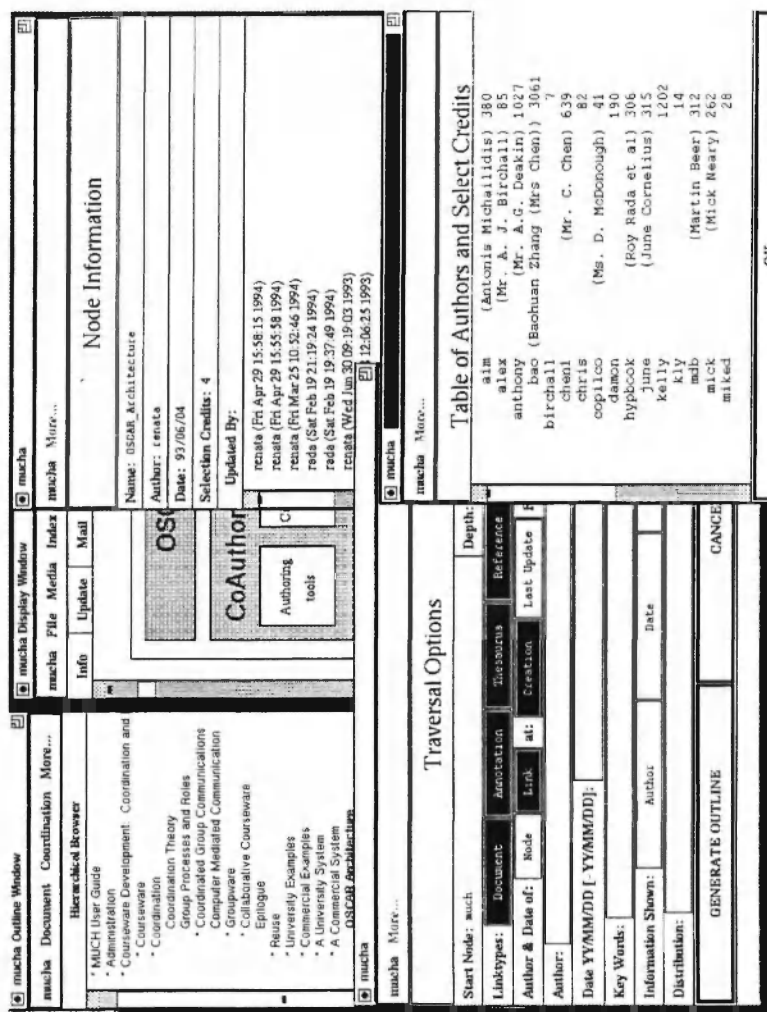 mucha Outline Window
mucha Document Coordination More...
Hierarchical Browser
* MUCH User Guide
* Administration
* Courseware Development: Coordination and
* Courseware
* Coordination
Coordination Theory
Group Processes and Roles
* Coordinated Group Communications
Computer Mediated Communication
* Groupware
* Collaborative Courseware
Epilogue
* Reuse
* University Examples
* Commercial Examples
* A University System
* A Commercial System
OSCAR Architecture
mucha Display Window
mucha File Media Index
Info Update Mail
OSC
CoAuthor
Authoring
tools
C
mucha
mucha More...
Node Information
Name: OSCAR_Architecture
Author: renata
Date: 93/06/04
Selection Credits: 4
Updated By:
renata (Fri Apr 29 15:58:15 1994)
renata (Fri Apr 29 15:55:58 1994)
renata (Fri Mar 25 10:52:46 1994)
rada (Sat Feb 19 21:19:24 1994)
rada (Sat Feb 19 19:37:49 1994)
renata (Wed Jun 30 09:19:03 1993)
12:06:25 1993)
mucha
mucha More...
Traversal Options
Start Node: much Depth:
Linktypes: Document Annotation Thesaurus Reference
Author & Date of: Node Link at: Creation Last Update
Author:
Date YY/MM/DD [-YY/MM/DD]:
Key Words:
Information Shown: Author Date
Distribution:
GENERATE OUTLINE CANCE
mucha
mucha More...
Table of Authors and Select Credits
aim (Antonis Michailidis) 380
alex (Mr. A. J. Birchall) 85
anthony (Mr. A.G. Deakin) 1027
bao (Baohuan Zhang (Mrs Chen)) 3061
birchall 7
chenl (Mr. C. Chen) 639
chris 82
copilco (Ms. D. McDonough) 41
damon 190
hypbook (Roy Rada et al) 306
june (June Cornelius) 315
kelly 1202
kly 14
mdb (Martin Beer) 312
mick (Mick Neary) 262
miked 28